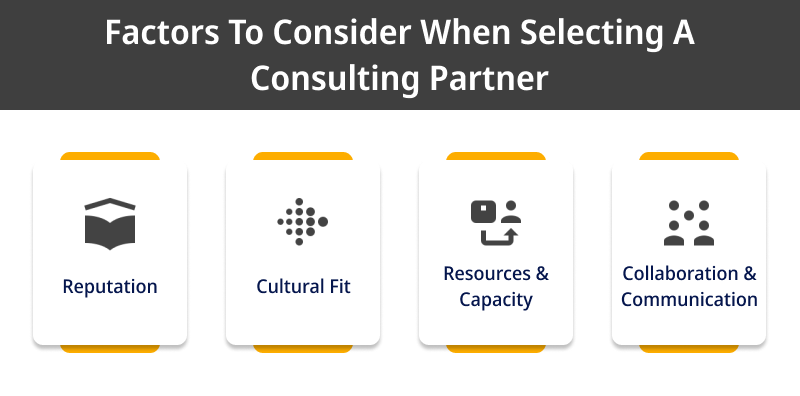 Factors To Consider When Selecting A
Consulting Partner
Reputation
Cultural Fit
Resources &
Capacity
Collaboration &
Communication